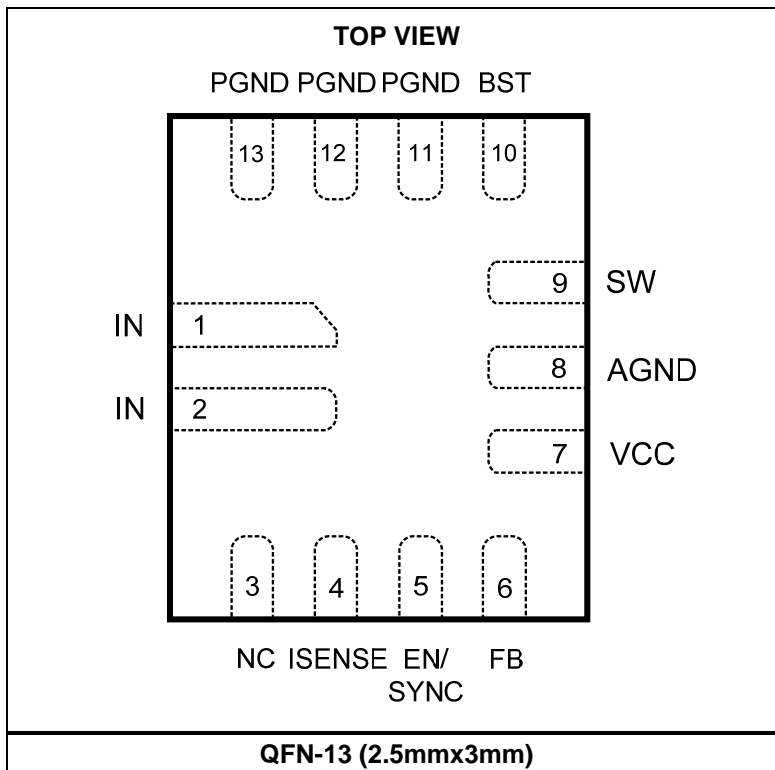 TOP VIEW
PGND PGND PGND BST
13 12 11 10
9 SW
IN 1
8 AGND
IN 2
7 VCC
3 4 5 6
NC ISENSE EN/ FB
SYNC
QFN-13 (2.5mmx3mm)